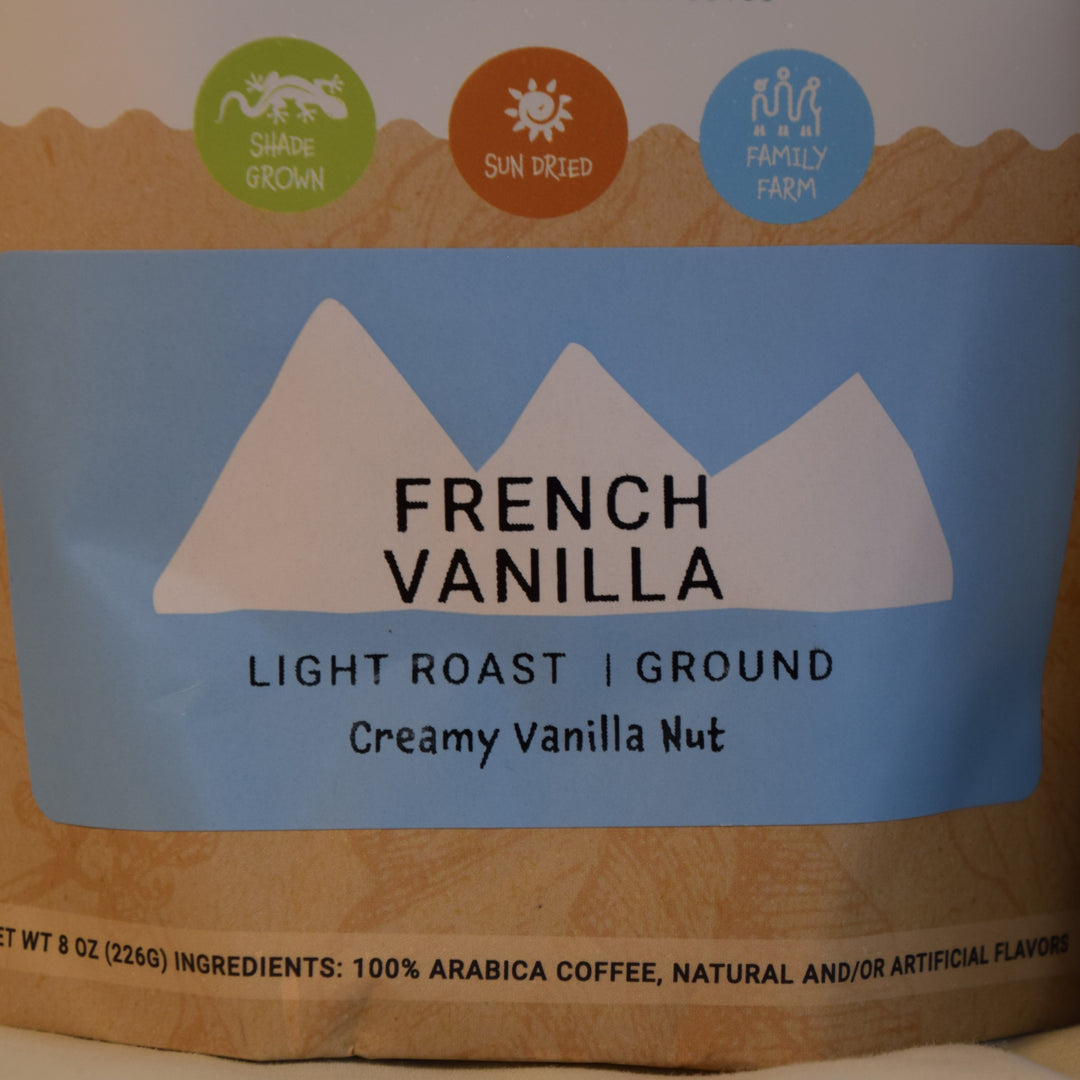 SHADE
GROWN
SUN DRIED
FAMILY
FARM
FRENCH
VANILLA
LIGHT ROAST | GROUND
Creamy Vanilla Nut
WT 8 OZ (226G) INGREDIENTS: 100% ARABICA COFFEE, NATURAL AND/OR ARTIFICIAL FLAVORS